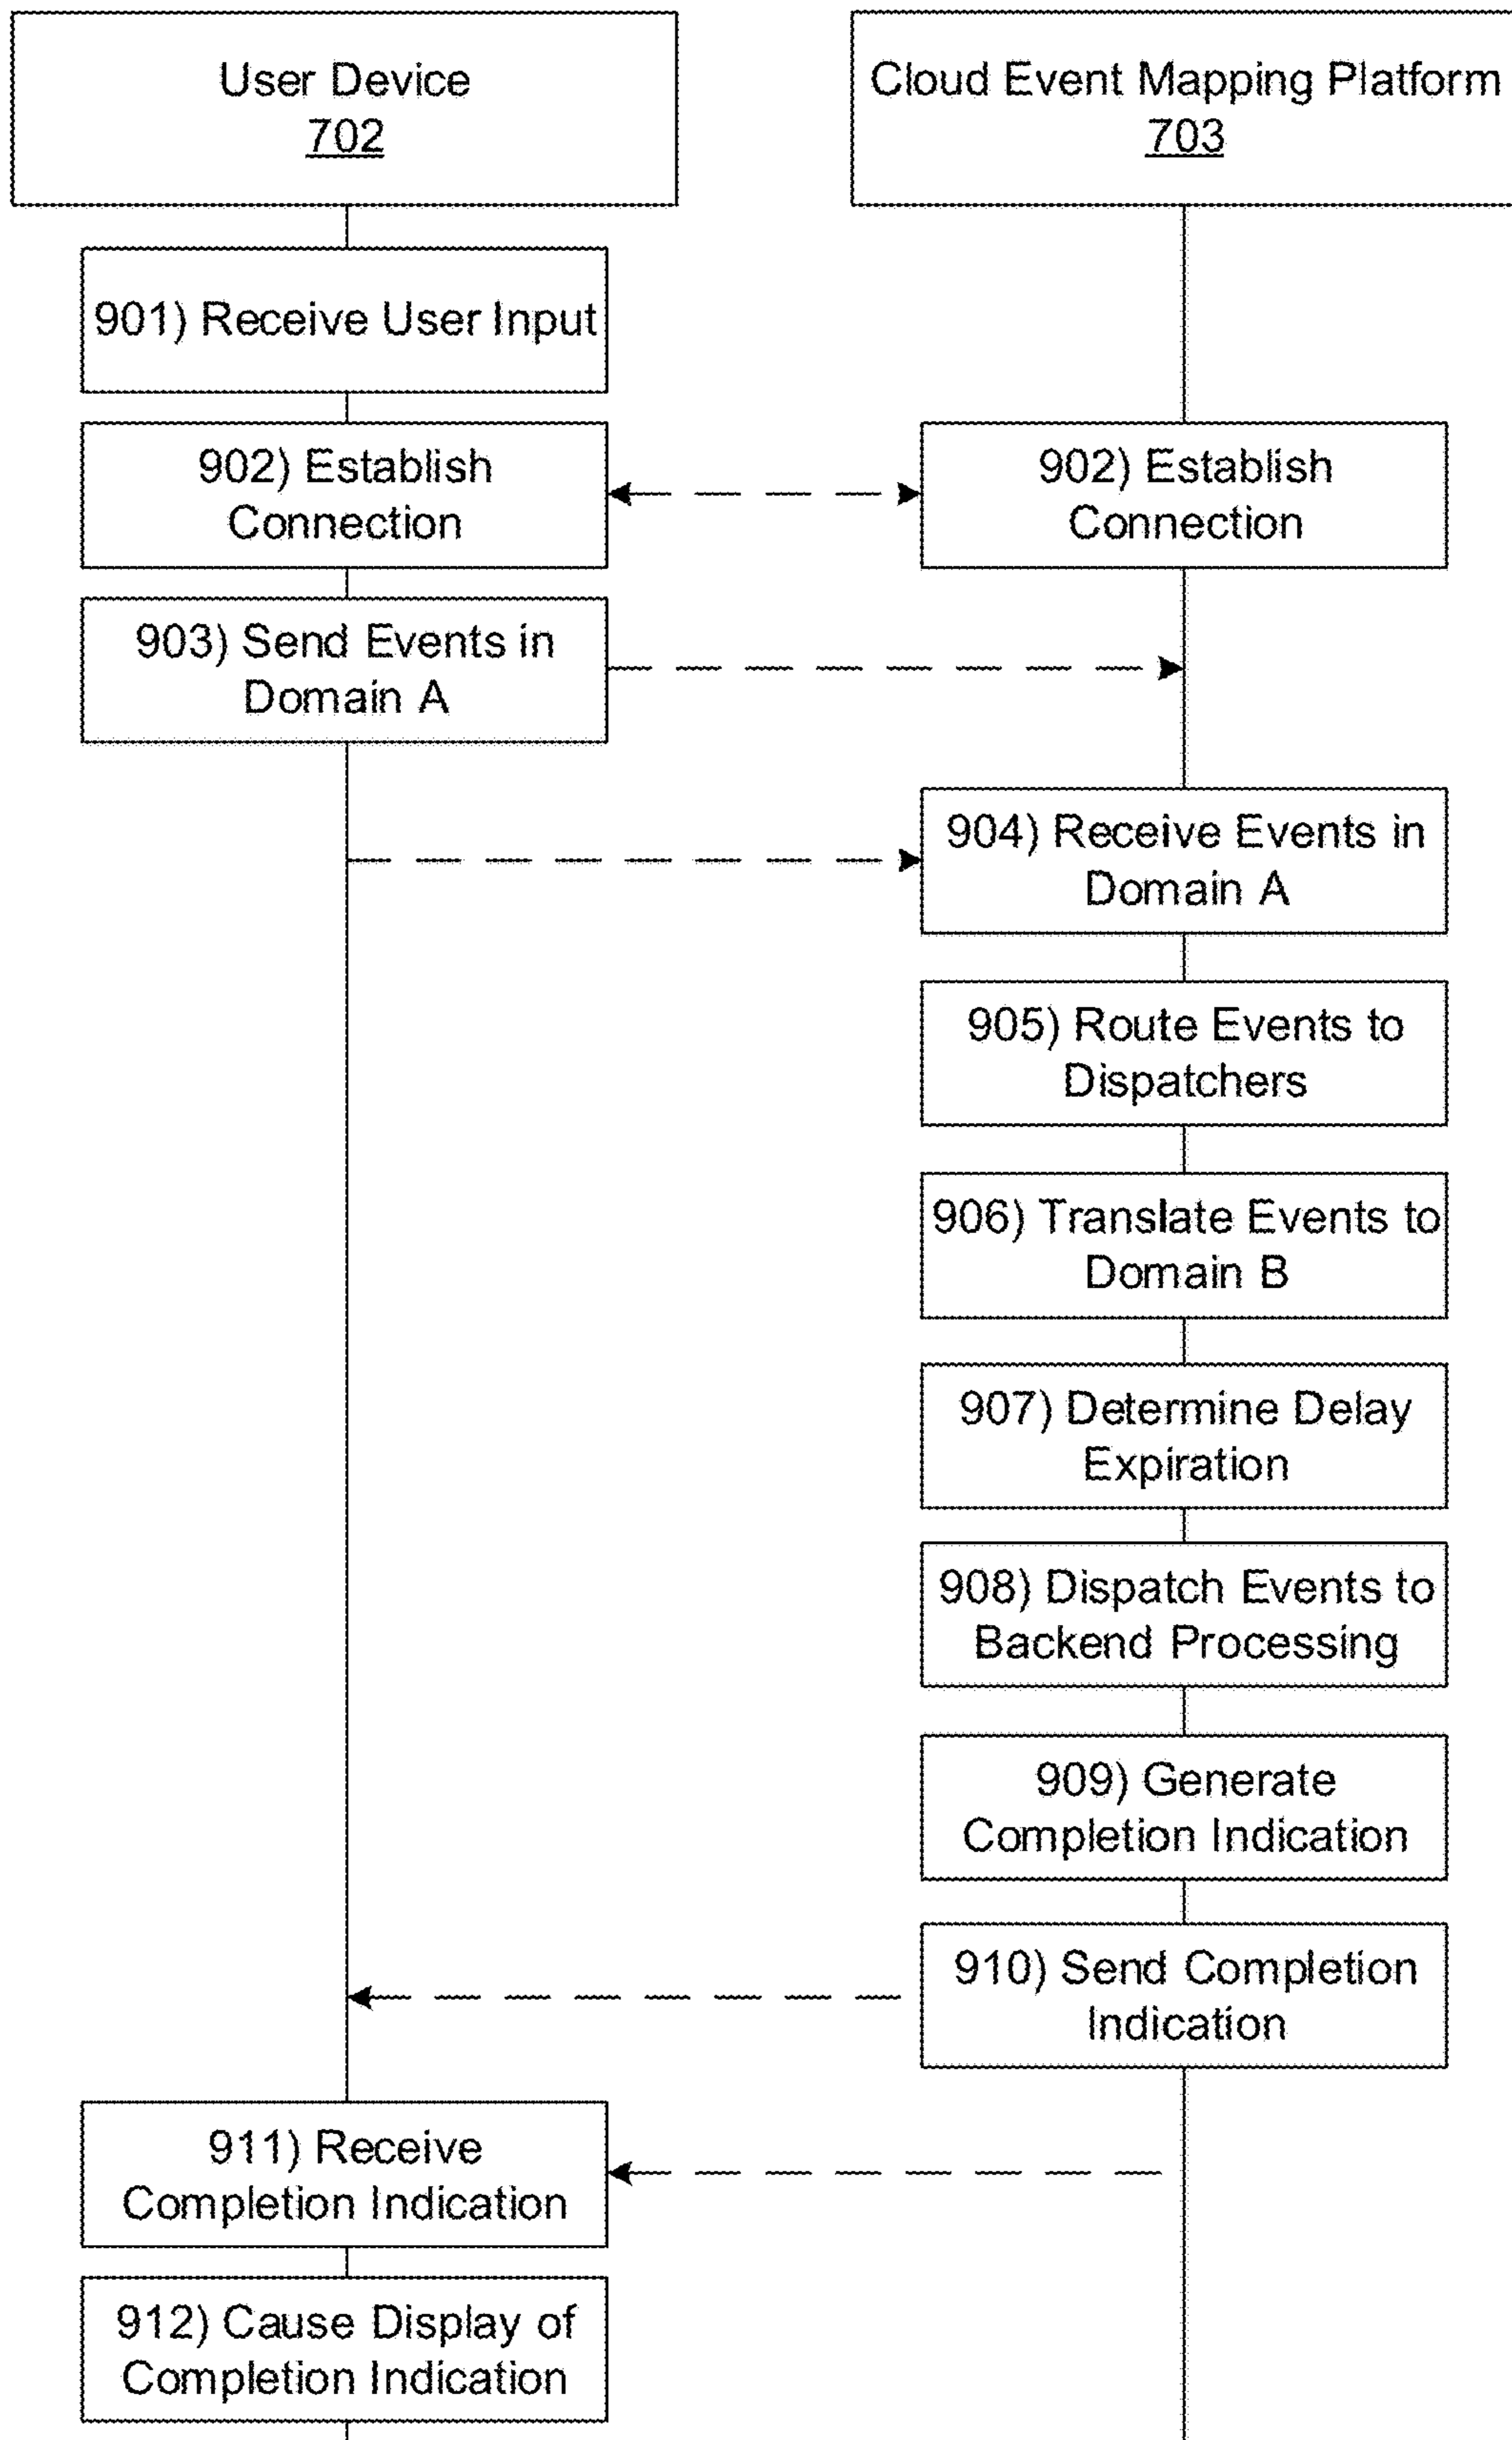 User Device
702
Cloud Event Mapping Platform
703
901) Receive User Input
902) Establish
Connection
902) Establish
Connection
903) Send Events in
Domain A
904) Receive Events in
Domain A
905) Route Events to
Dispatchers
906) Translate Events to
Domain B
907) Determine Delay
Expiration
908) Dispatch Events to
Backend Processing
909) Generate
Completion Indication
910) Send Completion
Indication
911) Receive
Completion Indication
912) Cause Display of
Completion Indication